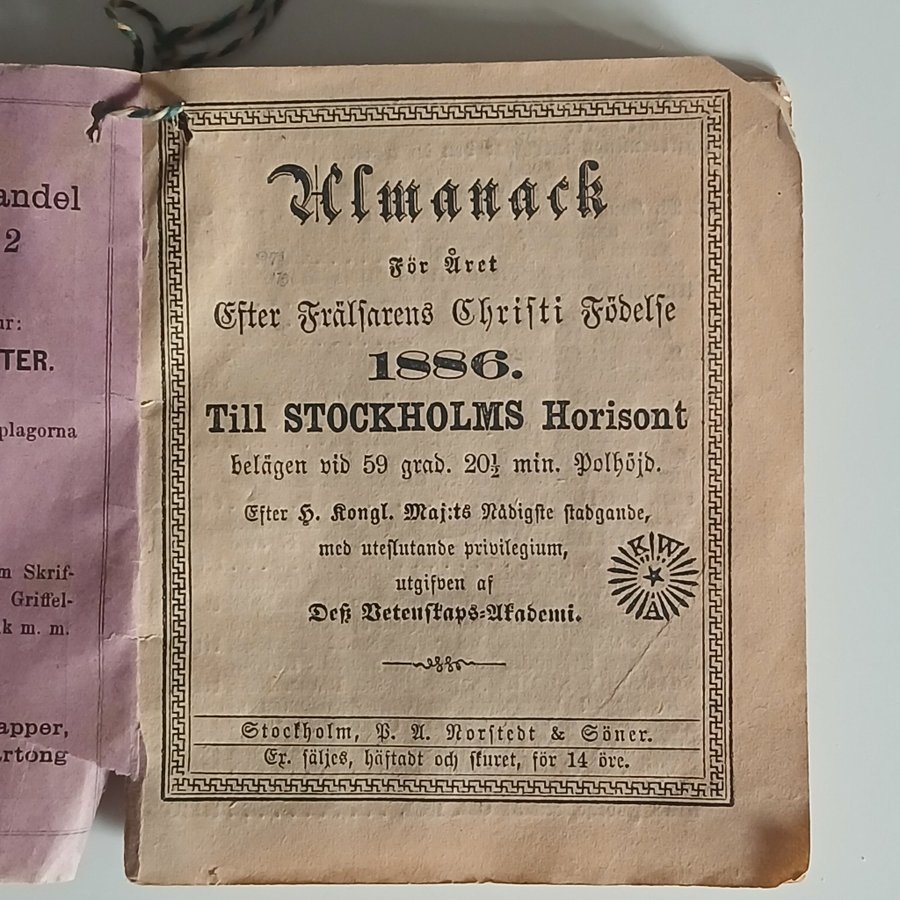 andel
2
ur:
TER.
plagorna
m Skrif-
Griffel-
k m. m.
apper,
artong
Almanack
För Året
Efter Frälsarens Christi Födelse
1886.
Till STOCKHOLMS Horisont
belägen vid 59 grad. 20½ min. Polhöjd.
Efter H. Kongl. Maj:ts Nådigste stadgande,
med uteslutande privilegium,
utgifven af
Deß Vetenskaps-Akademi.
K W
A
Stockholm, P. A. Norstedt & Söner.
Ex. säljes, häftadt och skuret, för 14 öre.